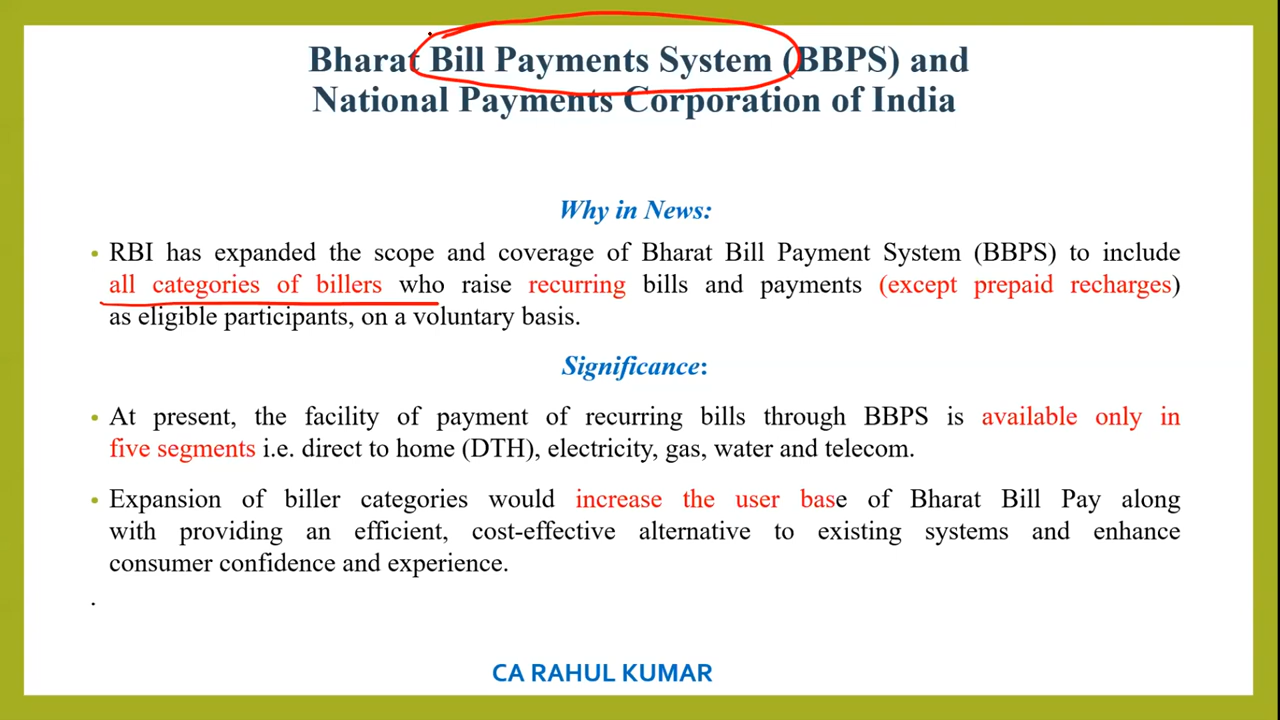 Bharat Bill Payments System (BBPS) and
National Payments Corporation of India
Why in News:
• RBI has expanded the scope and coverage of Bharat Bill Payment System (BBPS) to include
all categories of billers who raise recurring bills and payments (except prepaid recharges)
as eligible participants, on a voluntary basis.
Significance:
• At present, the facility of payment of recurring bills through BBPS is available only in
five segments i.e. direct to home (DTH), electricity, gas, water and telecom.
• Expansion of biller categories would increase the user base of Bharat Bill Pay along
with providing an efficient, cost-effective alternative to existing systems and enhance
consumer confidence and experience.
.
CA RAHUL KUMAR